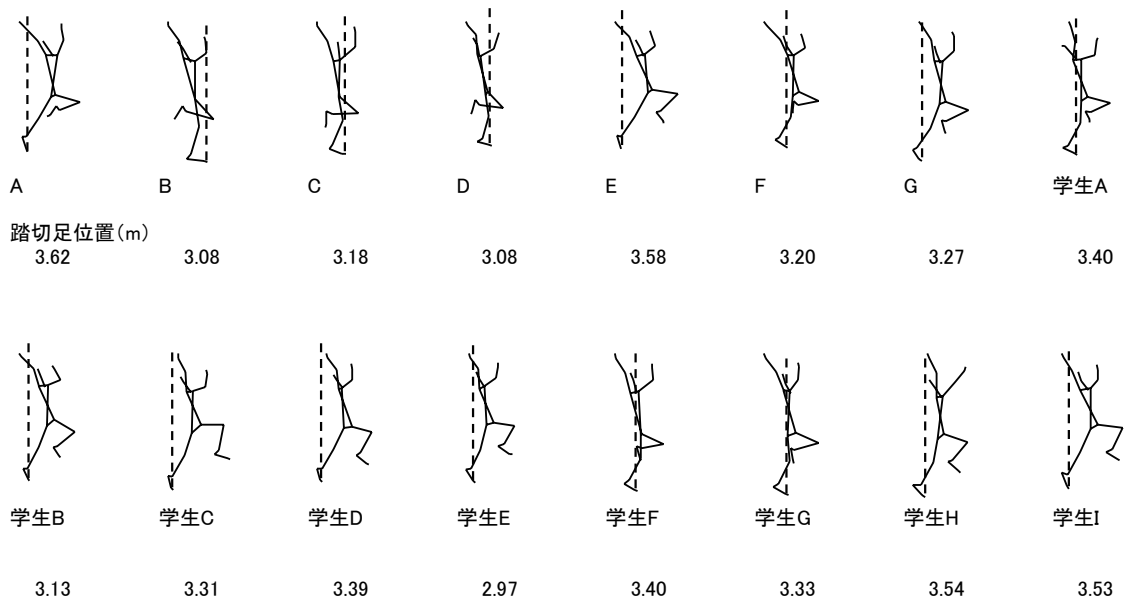 A B C D E F G 学生A
踏切足位置(m)
3.62 3.08 3.18 3.08 3.58 3.20 3.27 3.40
学生B 学生C 学生D 学生E 学生F 学生G 学生H 学生I
3.13 3.31 3.39 2.97 3.40 3.33 3.54 3.53